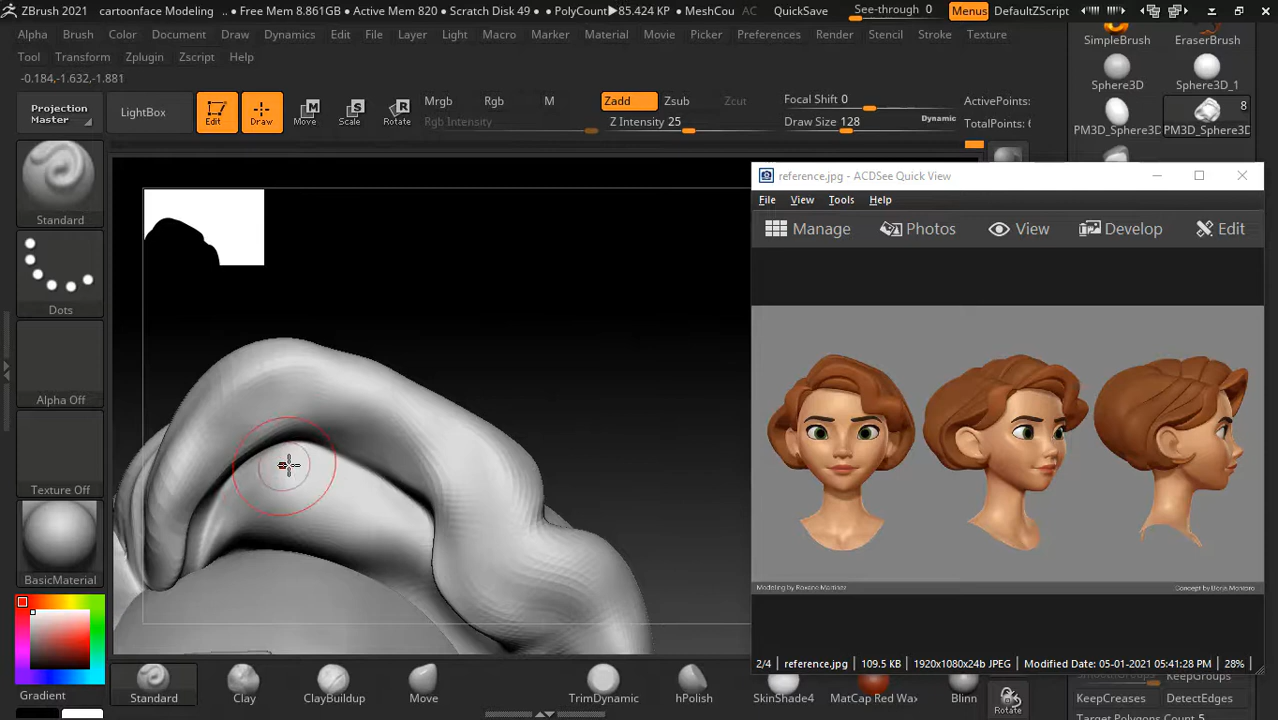 ZBrush 2021 - cartoonface Modeling .. ● Free Mem 8.861GB ● Active Mem 820 ● Scratch Disk 49 ● PolyCount▸85.424 KP ● MeshCou AC QuickSave See-through 0 Menus DefaultZScript
Alpha Brush Color Document Draw Dynamics Edit File Layer Light Macro Marker Material Movie Picker Preferences Render Stencil Stroke Texture
Tool Transform Zplugin Zscript Help
-0.184,-1.632,-1.881
SimpleBrush EraserBrush
Sphere3D Sphere3D_1
8
PM3D_Sphere3D PM3D_Sphere3D
Projection Master
LightBox
Edit Draw Move Scale Rotate
Mrgb Rgb M
Rgb Intensity
Zadd Zsub Zcut
Z Intensity 25
Focal Shift 0
Draw Size 128 Dynamic
ActivePoints:
TotalPoints:
Standard
Dots
Alpha Off
Texture Off
BasicMaterial
Gradient
reference.jpg - ACDSee Quick View
File View Tools Help
Manage Photos View Develop Edit
Modeling by Roxane Martinez Concept by Borja Montoro
2/4 reference.jpg 109.5 KB 1920x1080x24b JPEG Modified Date: 05-01-2021 05:41:28 PM 28%
Standard Clay ClayBuildup Move TrimDynamic hPolish SkinShade4 MatCap Red Wax Blinn Rotate
KeepGroups
KeepCreases DetectEdges
Target Polygons Count 5